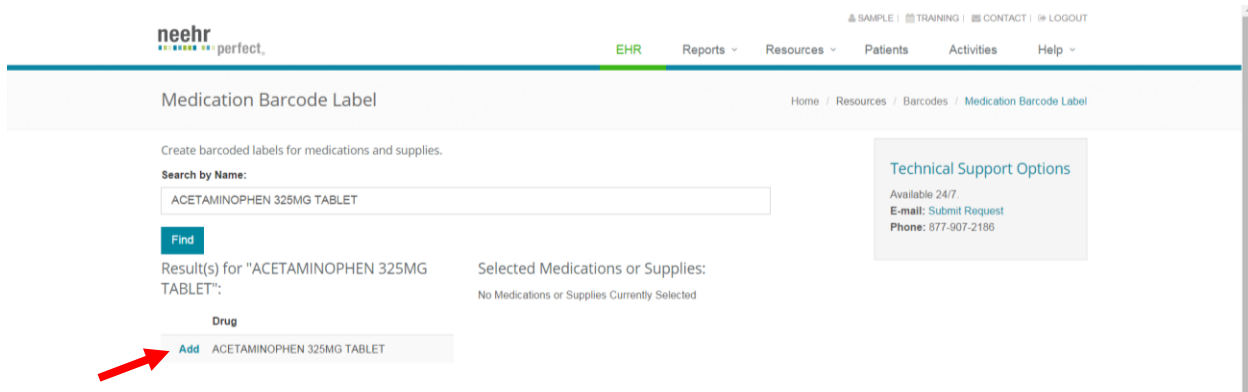 neehr
perfect.
SAMPLE | TRAINING | CONTACT | LOGOUT
EHR Reports Resources Patients Activities Help
Medication Barcode Label
Home / Resources / Barcodes / Medication Barcode Label
Create barcoded labels for medications and supplies.
Search by Name:
ACETAMINOPHEN 325MG TABLET
Find
Result(s) for "ACETAMINOPHEN 325MG
TABLET":
Drug
Add ACETAMINOPHEN 325MG TABLET
Selected Medications or Supplies:
No Medications or Supplies Currently Selected
Technical Support Options
Available 24/7.
E-mail: Submit Request
Phone: 877-907-2186